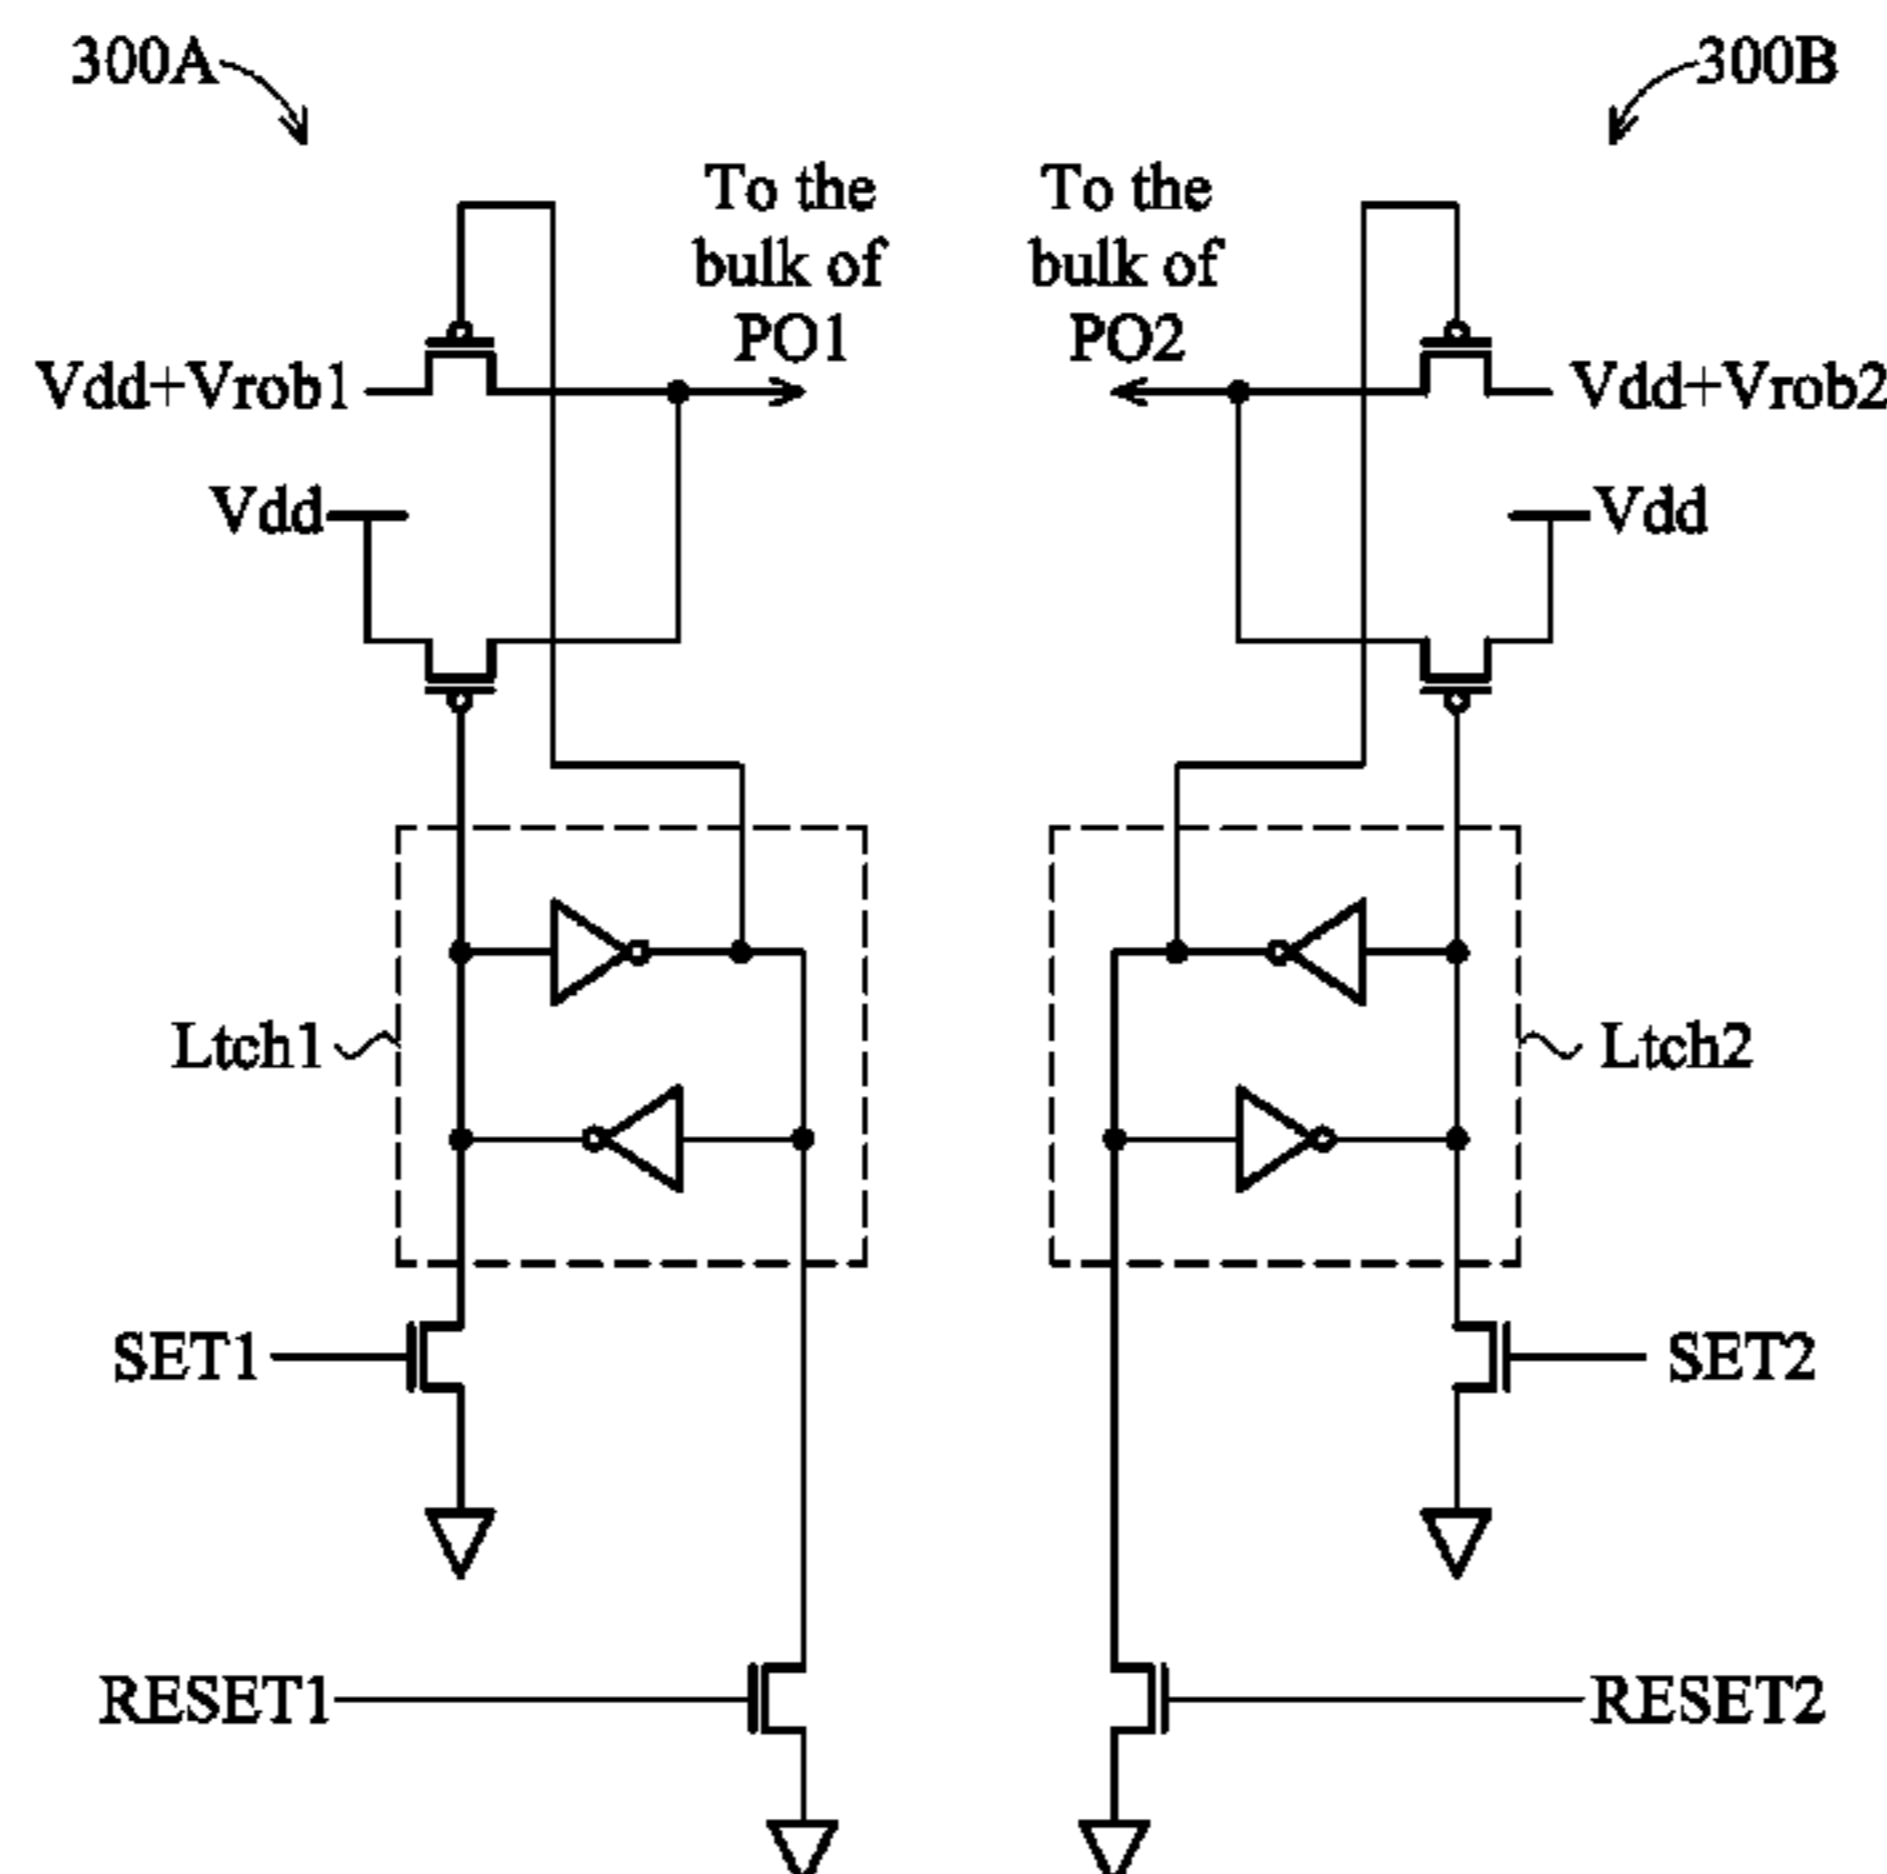 300A
300B
To the
bulk of
PO1
To the
bulk of
PO2
Vdd+Vrob1
Vdd+Vrob2
Vdd
Vdd
Ltch1
Ltch2
SET1
SET2
RESET1
RESET2